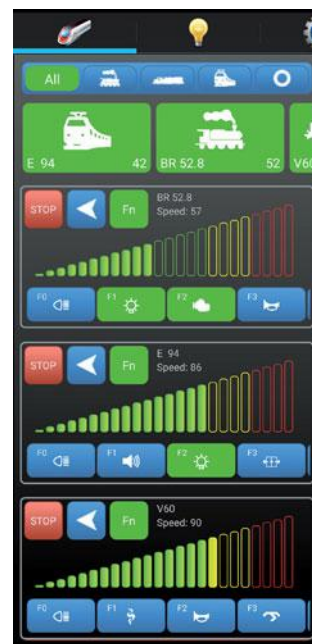 All
E 94 42
BR 52.8 52
V60
STOP Fn BR 52.8
Speed: 57
F0 F1 F2 F3
STOP Fn E 94
Speed: 86
F0 F1 F2 F3
STOP Fn V60
Speed: 90
F0 F1 F2 F3